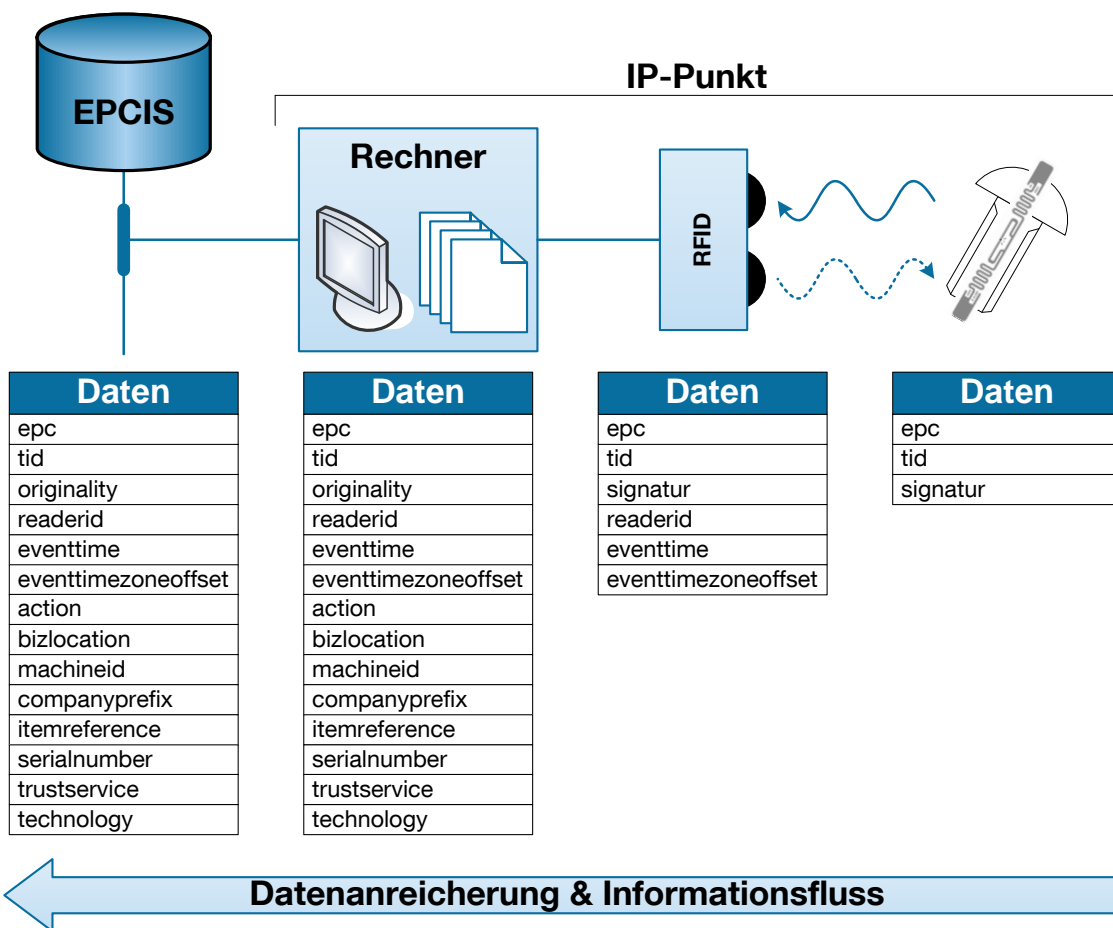 EPCIS
IP-Punkt
Rechner
RFID
Daten
epc
tid
originality
readerid
eventtime
eventtimezoneoffset
action
bizlocation
machineid
companyprefix
itemreference
serialnumber
trustservice
technology
Daten
epc
tid
originality
readerid
eventtime
eventtimezoneoffset
action
bizlocation
machineid
companyprefix
itemreference
serialnumber
trustservice
technology
Daten
epc
tid
signatur
readerid
eventtime
eventtimezoneoffset
Daten
epc
tid
signatur
Datenanreicherung & Informationsfluss